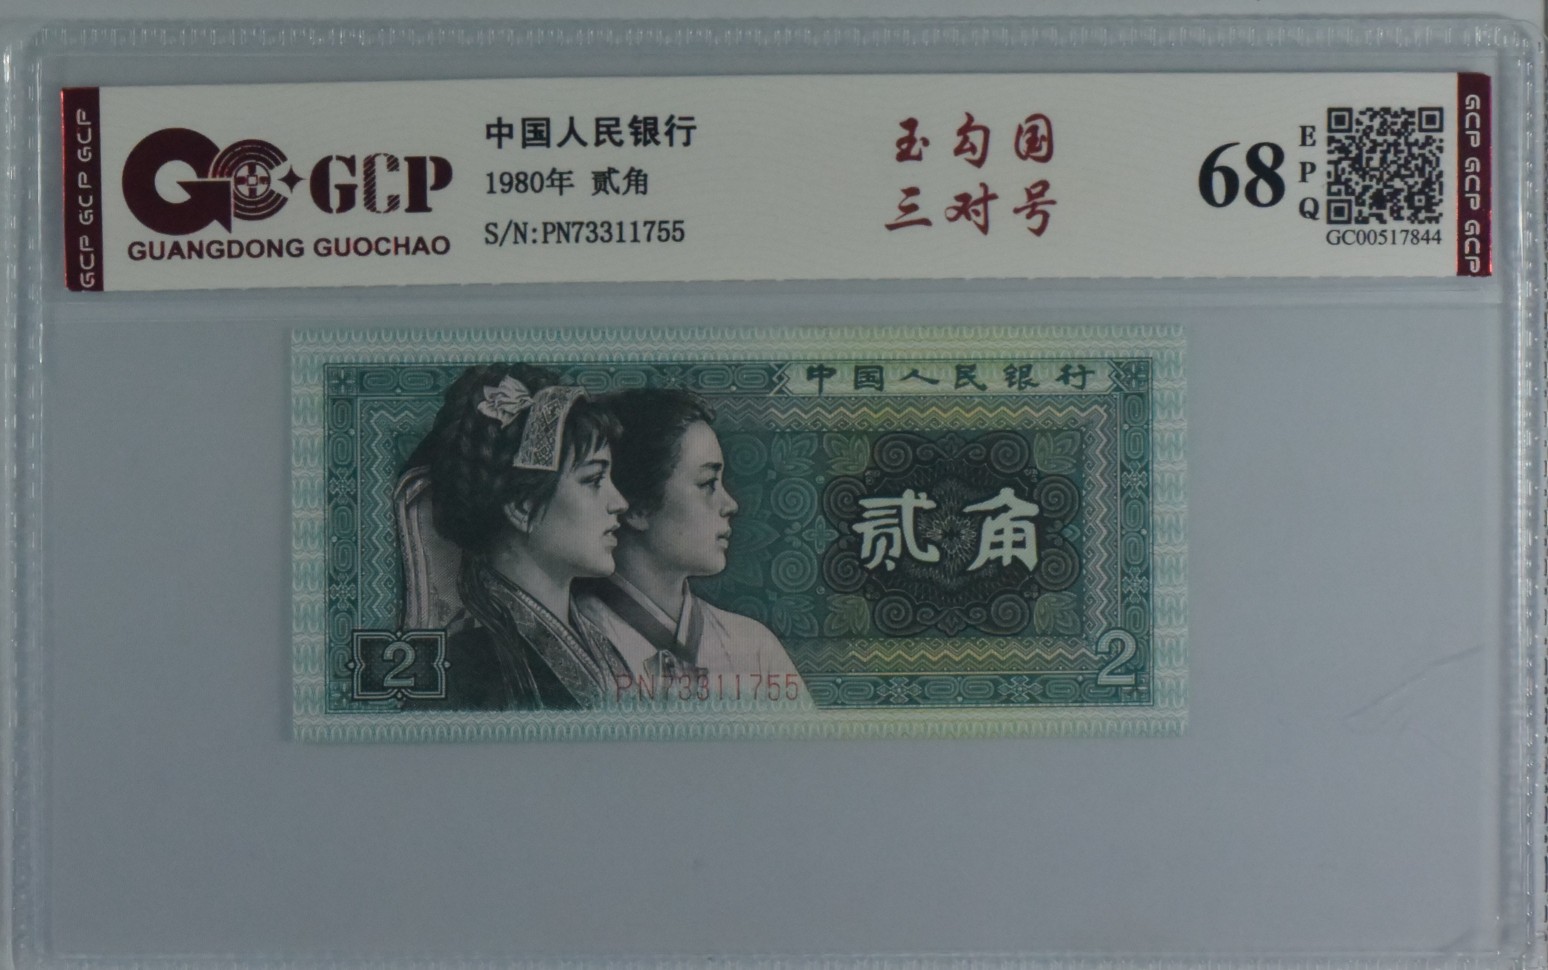 GCP GCP GCP
GCP
GUANGDONG GUOCHAO
中国人民银行
1980年 贰角
S/N:PN73311755
玉勾国
三对号
68
E
P
Q
GC00517844
GCP GCP GCP
中国人民银行
贰角
2
2
PN73311755